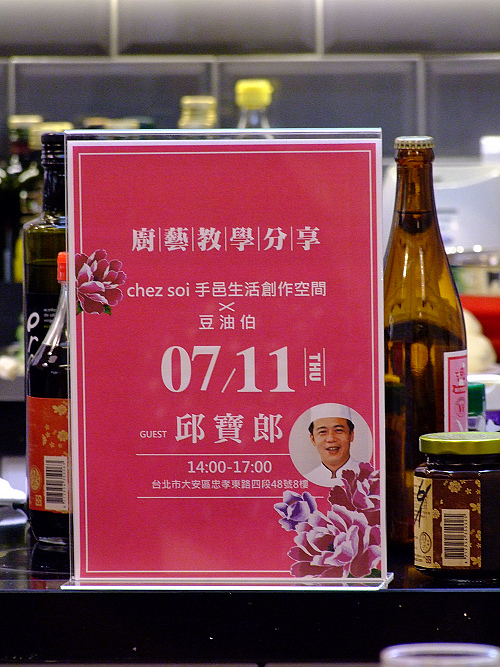 廚藝教學分享
chez soi 手邑生活創作空間
×
豆油伯
07/11 THU
GUEST 邱寶郎
14:00-17:00
台北市大安區忠孝東路四段48號8樓